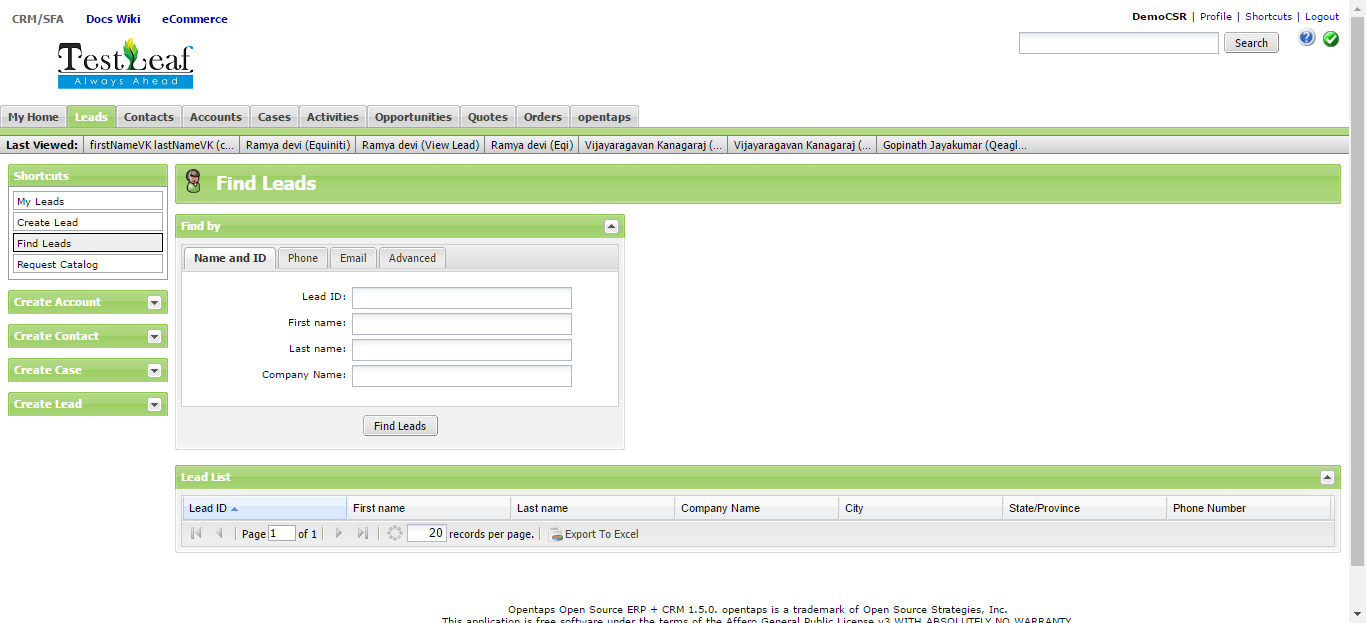 CRM/SFA Docs Wiki eCommerce
DemoCSR | Profile | Shortcuts | Logout
TestLeaf
Always Ahead
Search
My Home Leads Contacts Accounts Cases Activities Opportunities Quotes Orders opentaps
Last Viewed: firstNameVK lastNameVK (c... Ramya devi (Equiniti) Ramya devi (View Lead) Ramya devi (Eqi) Vijayaragavan Kanagaraj (... Vijayaragavan Kanagaraj (... Gopinath Jayakumar (Qeagl...
Shortcuts
My Leads
Create Lead
Find Leads
Request Catalog
Create Account
Create Contact
Create Case
Create Lead
Find Leads
Find by
Name and ID Phone Email Advanced
Lead ID:
First name:
Last name:
Company Name:
Find Leads
Lead List
Lead ID First name Last name Company Name City State/Province Phone Number
Page 1 of 1 20 records per page. Export To Excel
Opentaps Open Source ERP + CRM 1.5.0. opentaps is a trademark of Open Source Strategies, Inc.
This application is free software under the terms of the Affero General Public License v3 WITH ABSOLUTELY NO WARRANTY